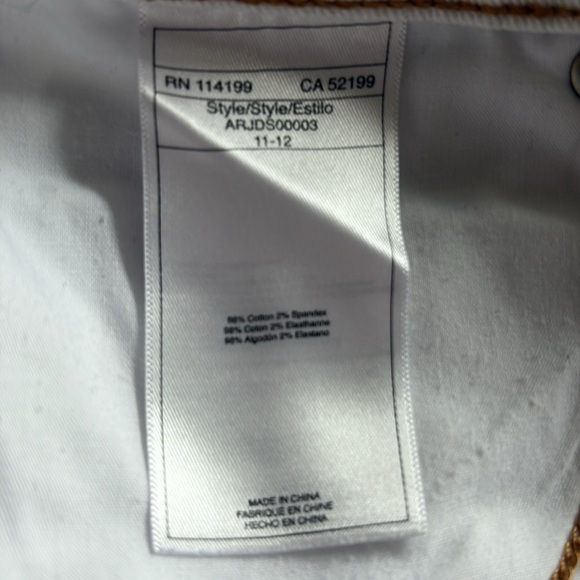 RN 114199 CA 52199
Style/Style/Estilo
ARJDS00003
11-12
98% Cotton 2% Spandex
98% Coton 2% Elasthanne
98% Algodón 2% Elastano
MADE IN CHINA
FABRIQUÉ EN CHINE
HECHO EN CHINA